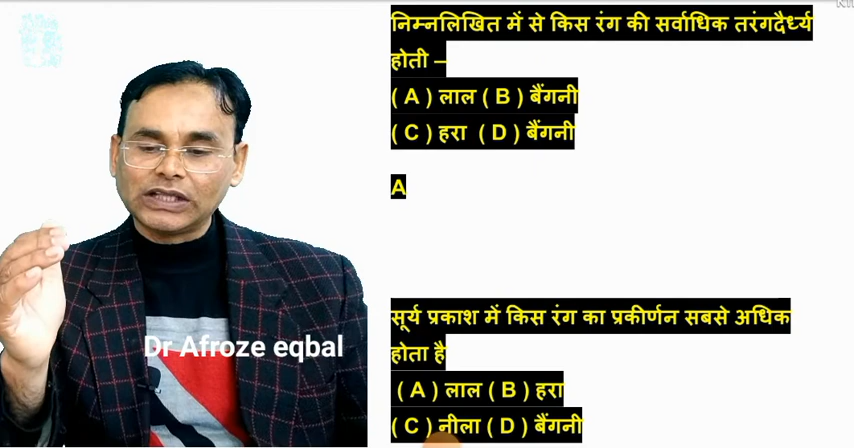 निम्नलिखित में से किस रंग की सर्वाधिक तरंगदैर्ध्य
होती –
( A ) लाल ( B ) बैंगनी
( C ) हरा ( D ) बैंगनी
A
सूर्य प्रकाश में किस रंग का प्रकीर्णन सबसे अधिक
होता है
( A ) लाल ( B ) हरा
( C ) नीला ( D ) बैंगनी
Dr Afroze eqbal